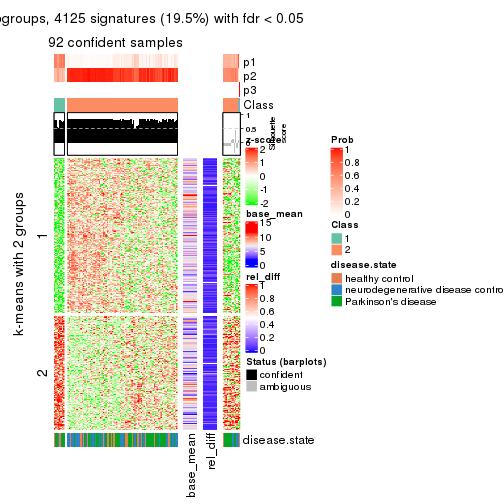 ogroups, 4125 signatures (19.5%) with fdr < 0.05
92 confident samples
p1
p2
p3
Class
1
0.5
0
Silhouette
score
k-means with 2 groups
1
2
z-score
2
1
0
-1
-2
base_mean
15
10
5
0
rel_diff
1
0.8
0.6
0.4
0.2
0
Status (barplots)
confident
ambiguous
Prob
1
0.8
0.6
0.4
0.2
0
Class
1
2
disease.state
healthy control
neurodegenerative disease contro
Parkinson's disease
disease.state
base_mean
rel_diff